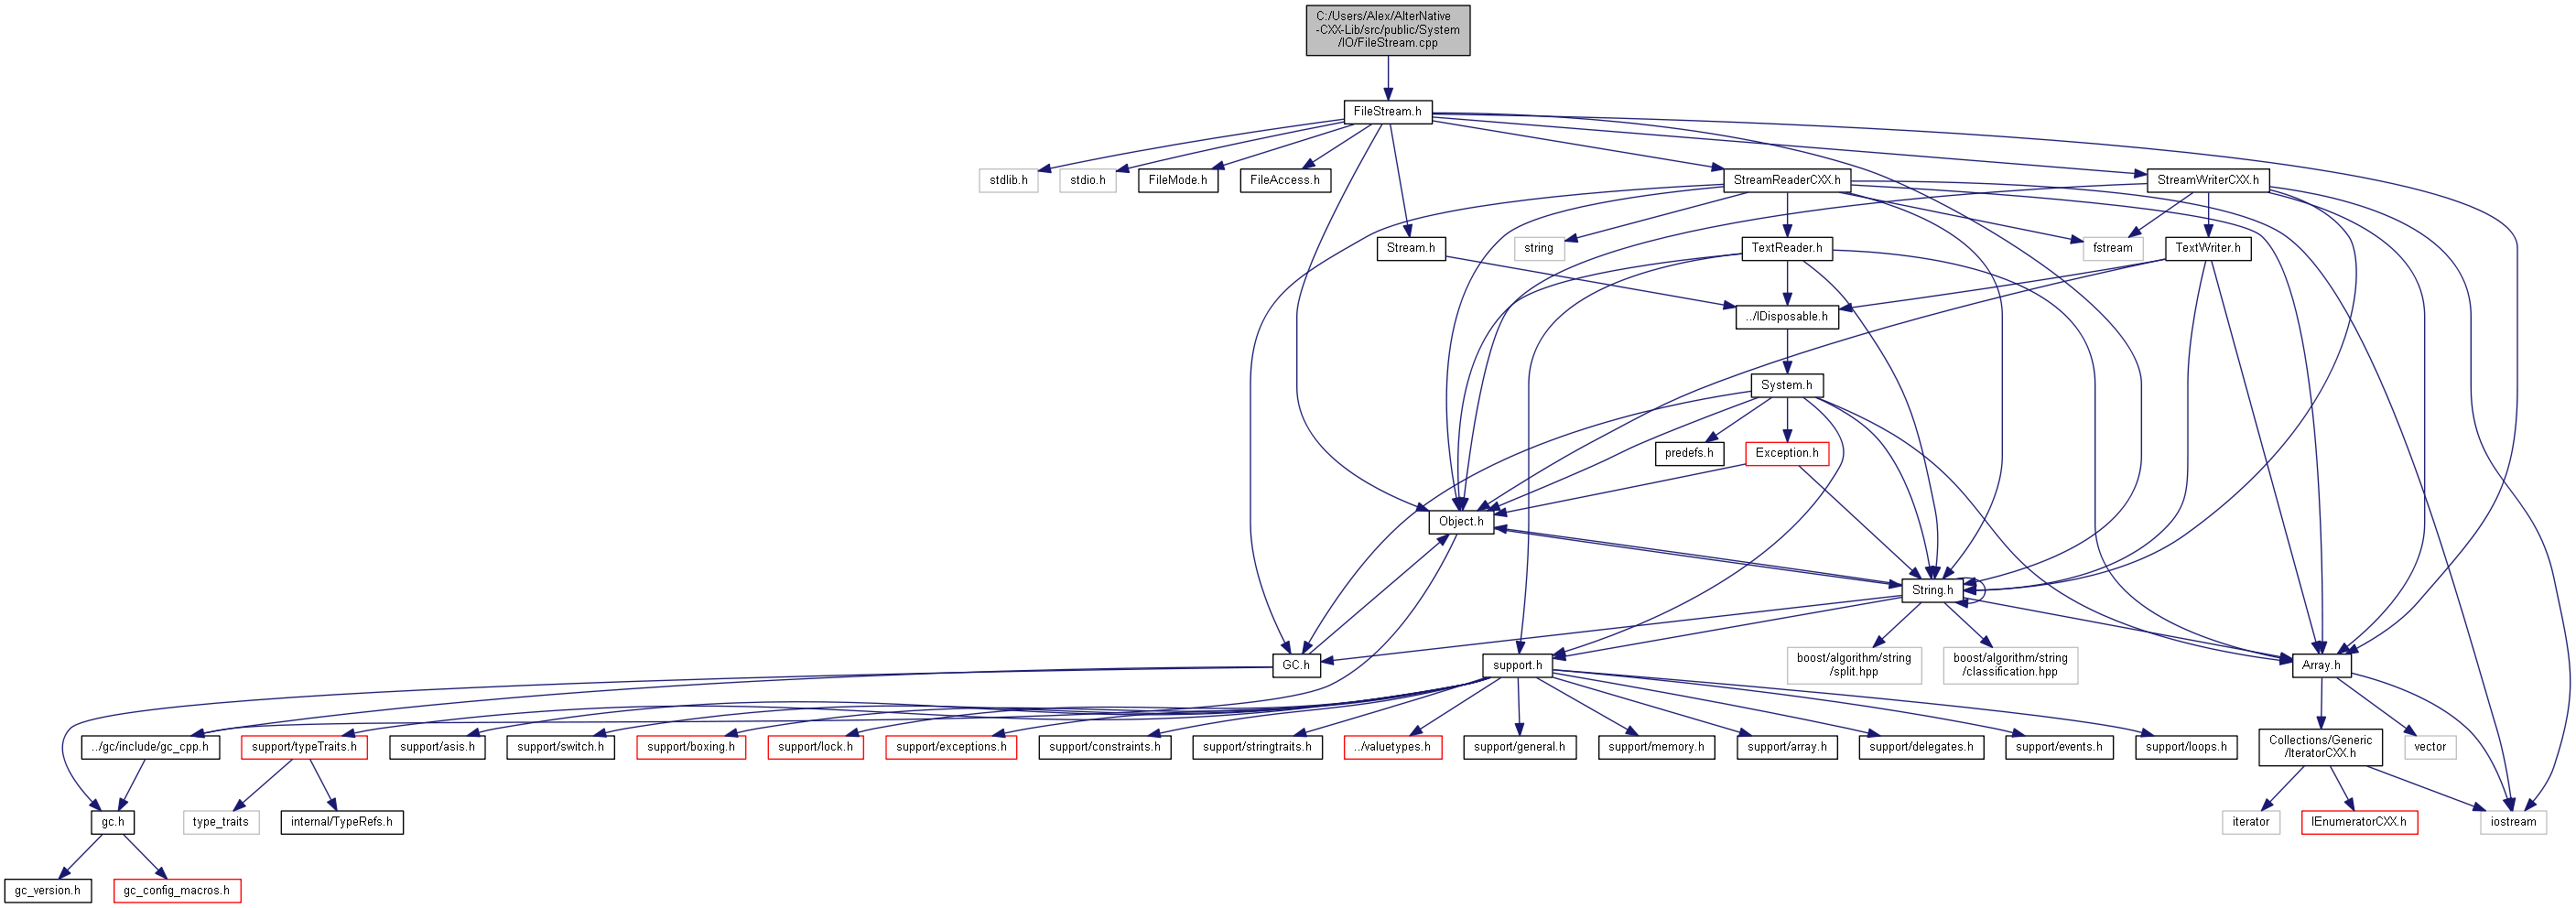 C:/Users/Alex/AlterNative
-CXX-Lib/src/public/System
/IO/FileStream.cpp
FileStream.h
stdlib.h
stdio.h
FileMode.h
FileAccess.h
StreamReaderCXX.h
StreamWriterCXX.h
Stream.h
string
TextReader.h
fstream
TextWriter.h
../IDisposable.h
System.h
predefs.h
Exception.h
Object.h
String.h
GC.h
support.h
boost/algorithm/string
/split.hpp
boost/algorithm/string
/classification.hpp
Array.h
../gc/include/gc_cpp.h
support/typeTraits.h
support/asis.h
support/switch.h
support/boxing.h
support/lock.h
support/exceptions.h
support/constraints.h
support/stringtraits.h
../valuetypes.h
support/general.h
support/memory.h
support/array.h
support/delegates.h
support/events.h
support/loops.h
Collections/Generic
/IteratorCXX.h
vector
gc.h
type_traits
internal/TypeRefs.h
iterator
IEnumeratorCXX.h
iostream
gc_version.h
gc_config_macros.h